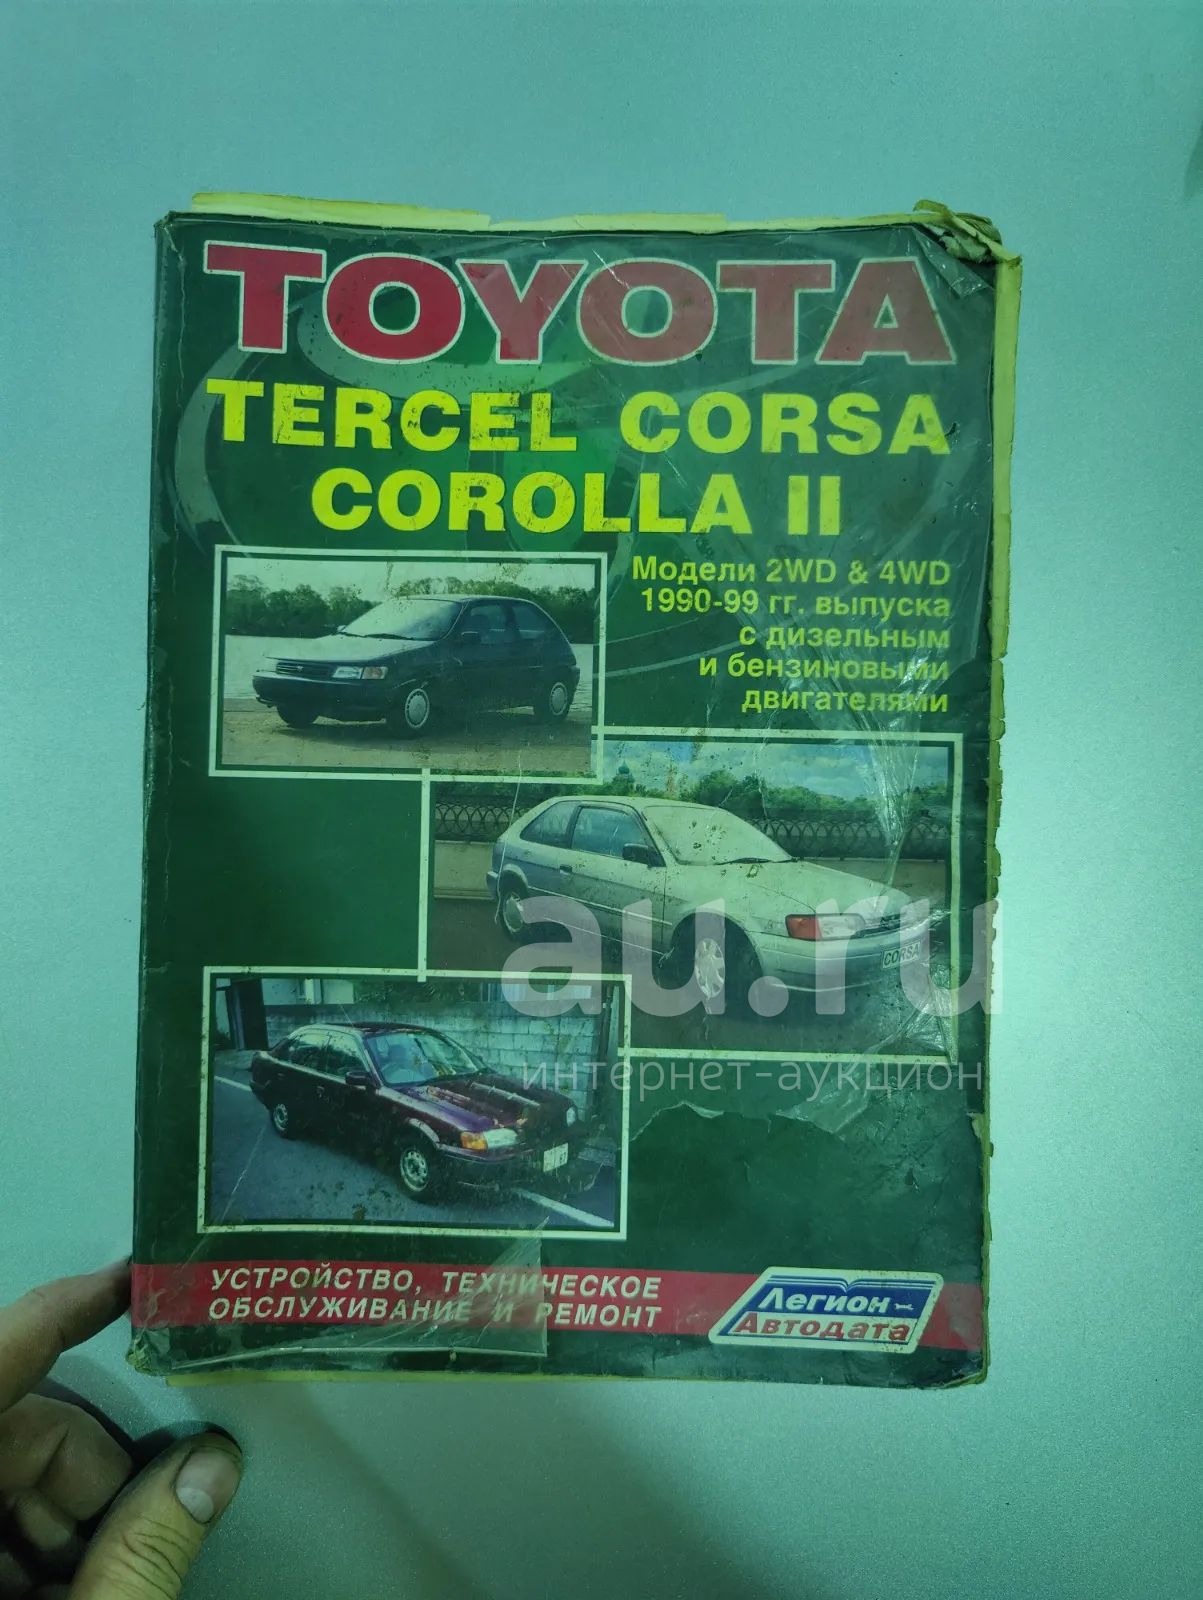 TOYOTA
TERCEL CORSA
COROLLA II
Модели 2WD & 4WD
1990-99 гг. выпуска
с дизельным
и бензиновыми
двигателями
CORSA
au.ru
интернет-аукцион
УСТРОЙСТВО, ТЕХНИЧЕСКОЕ
ОБСЛУЖИВАНИЕ И РЕМОНТ
Легион-
Автодата